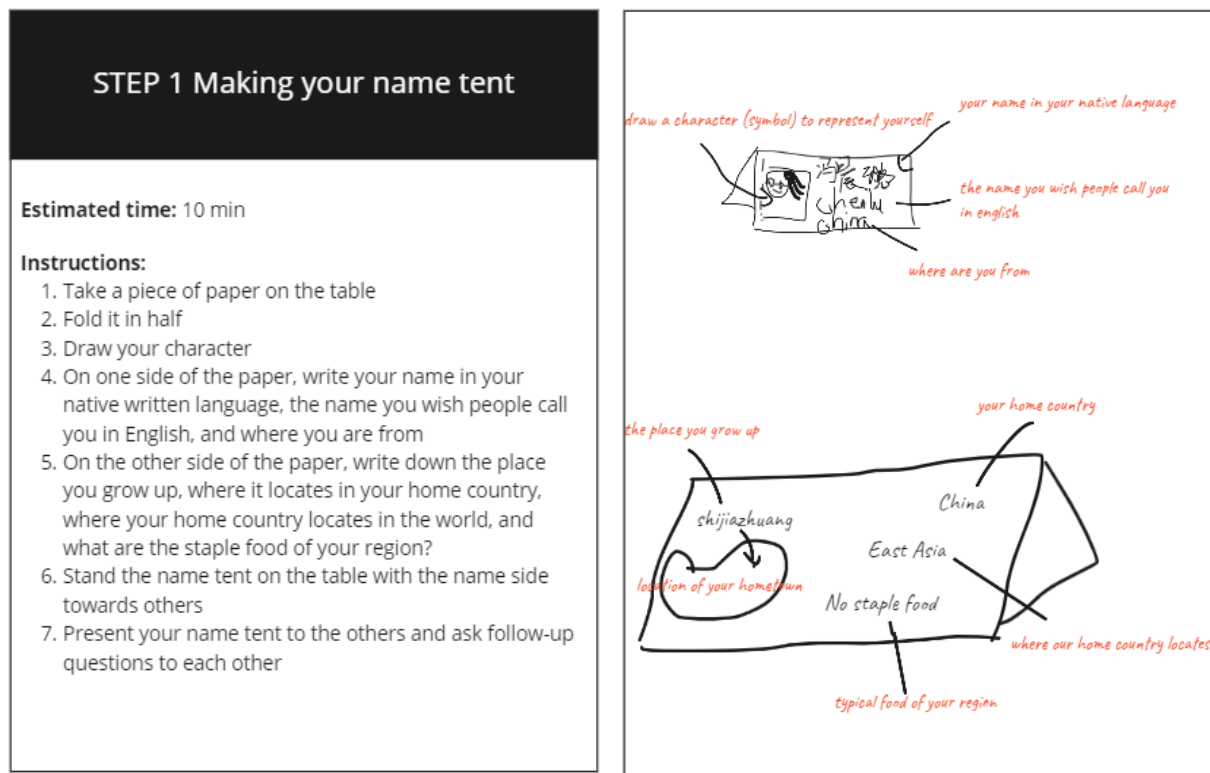 STEP 1 Making your name tent
Estimated time: 10 min
Instructions:
1. Take a piece of paper on the table
2. Fold it in half
3. Draw your character
4. On one side of the paper, write your name in your
native written language, the name you wish people call
you in English, and where you are from
5. On the other side of the paper, write down the place
you grow up, where it locates in your home country,
where your home country locates in the world, and
what are the staple food of your region?
6. Stand the name tent on the table with the name side
towards others
7. Present your name tent to the others and ask follow-up
questions to each other
your name in your native language
draw a character (symbol) to represent yourself
the name you wish people call you
in english
Chenlu
China
where are you from
your home country
the place you grow up
China
shijiazhuang
East Asia
location of your hometown
No staple food
where our home country locates
typical food of your region